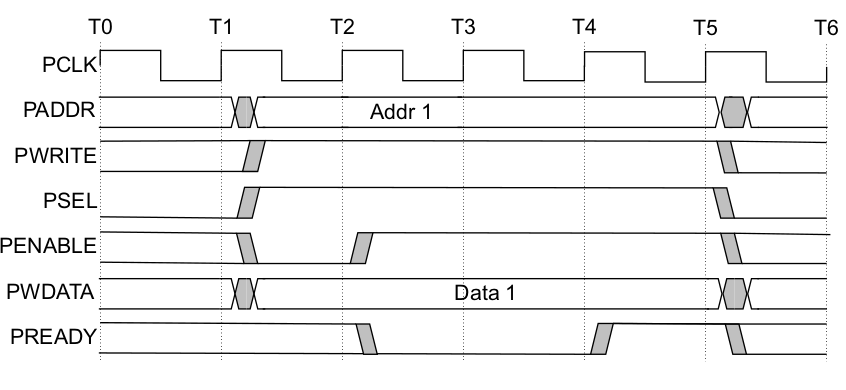 T0 T1 T2 T3 T4 T5 T6
PCLK
PADDR Addr 1
PWRITE
PSEL
PENABLE
PWDATA Data 1
PREADY